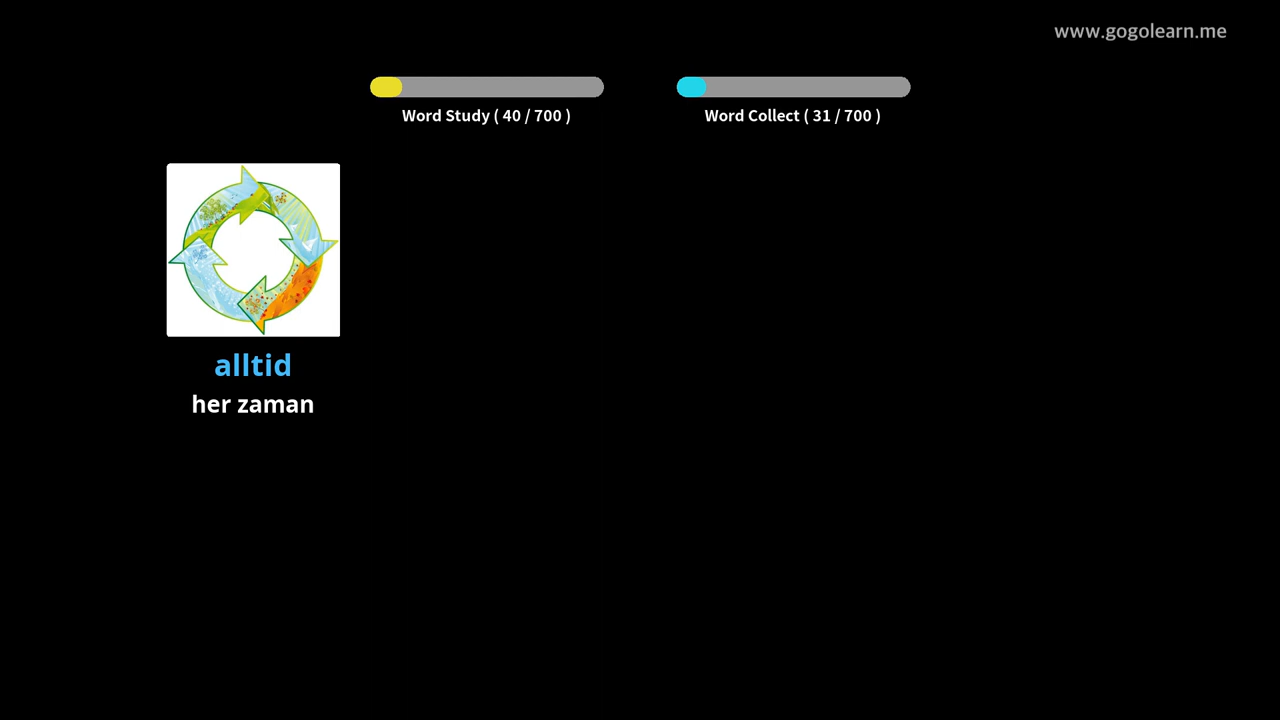 www.gogolearn.me
Word Study ( 40 / 700 )
Word Collect ( 31 / 700 )
alltid
her zaman